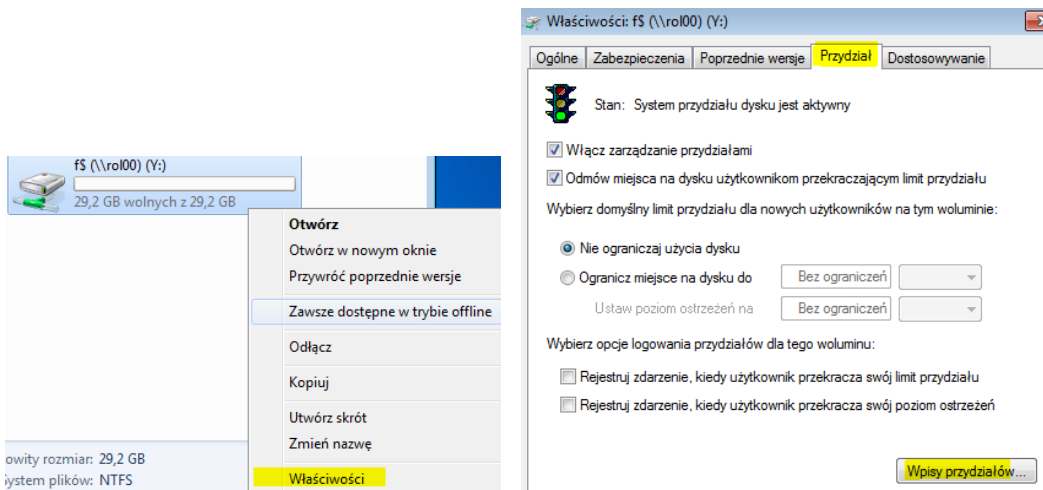 f$ (\\rol00) (Y:)
29,2 GB wolnych z 29,2 GB
Otwórz
Otwórz w nowym oknie
Przywróć poprzednie wersje
Zawsze dostępne w trybie offline
Odłącz
Kopiuj
Utwórz skrót
Zmień nazwę
Właściwości
owity rozmiar: 29,2 GB
ystem plików: NTFS
Właściwości: f$ (\\rol00) (Y:)
Ogólne Zabezpieczenia Poprzednie wersje Przydział Dostosowywanie
Stan: System przydziału dysku jest aktywny
Włącz zarządzanie przydziałami
Odmów miejsca na dysku użytkownikom przekraczającym limit przydziału
Wybierz domyślny limit przydziału dla nowych użytkowników na tym woluminie:
Nie ograniczaj użycia dysku
Ogranicz miejsce na dysku do Bez ograniczeń
Ustaw poziom ostrzeżeń na Bez ograniczeń
Wybierz opcje logowania przydziałów dla tego woluminu:
Rejestruj zdarzenie, kiedy użytkownik przekracza swój limit przydziału
Rejestruj zdarzenie, kiedy użytkownik przekracza swój poziom ostrzeżeń
Wpisy przydziałów...